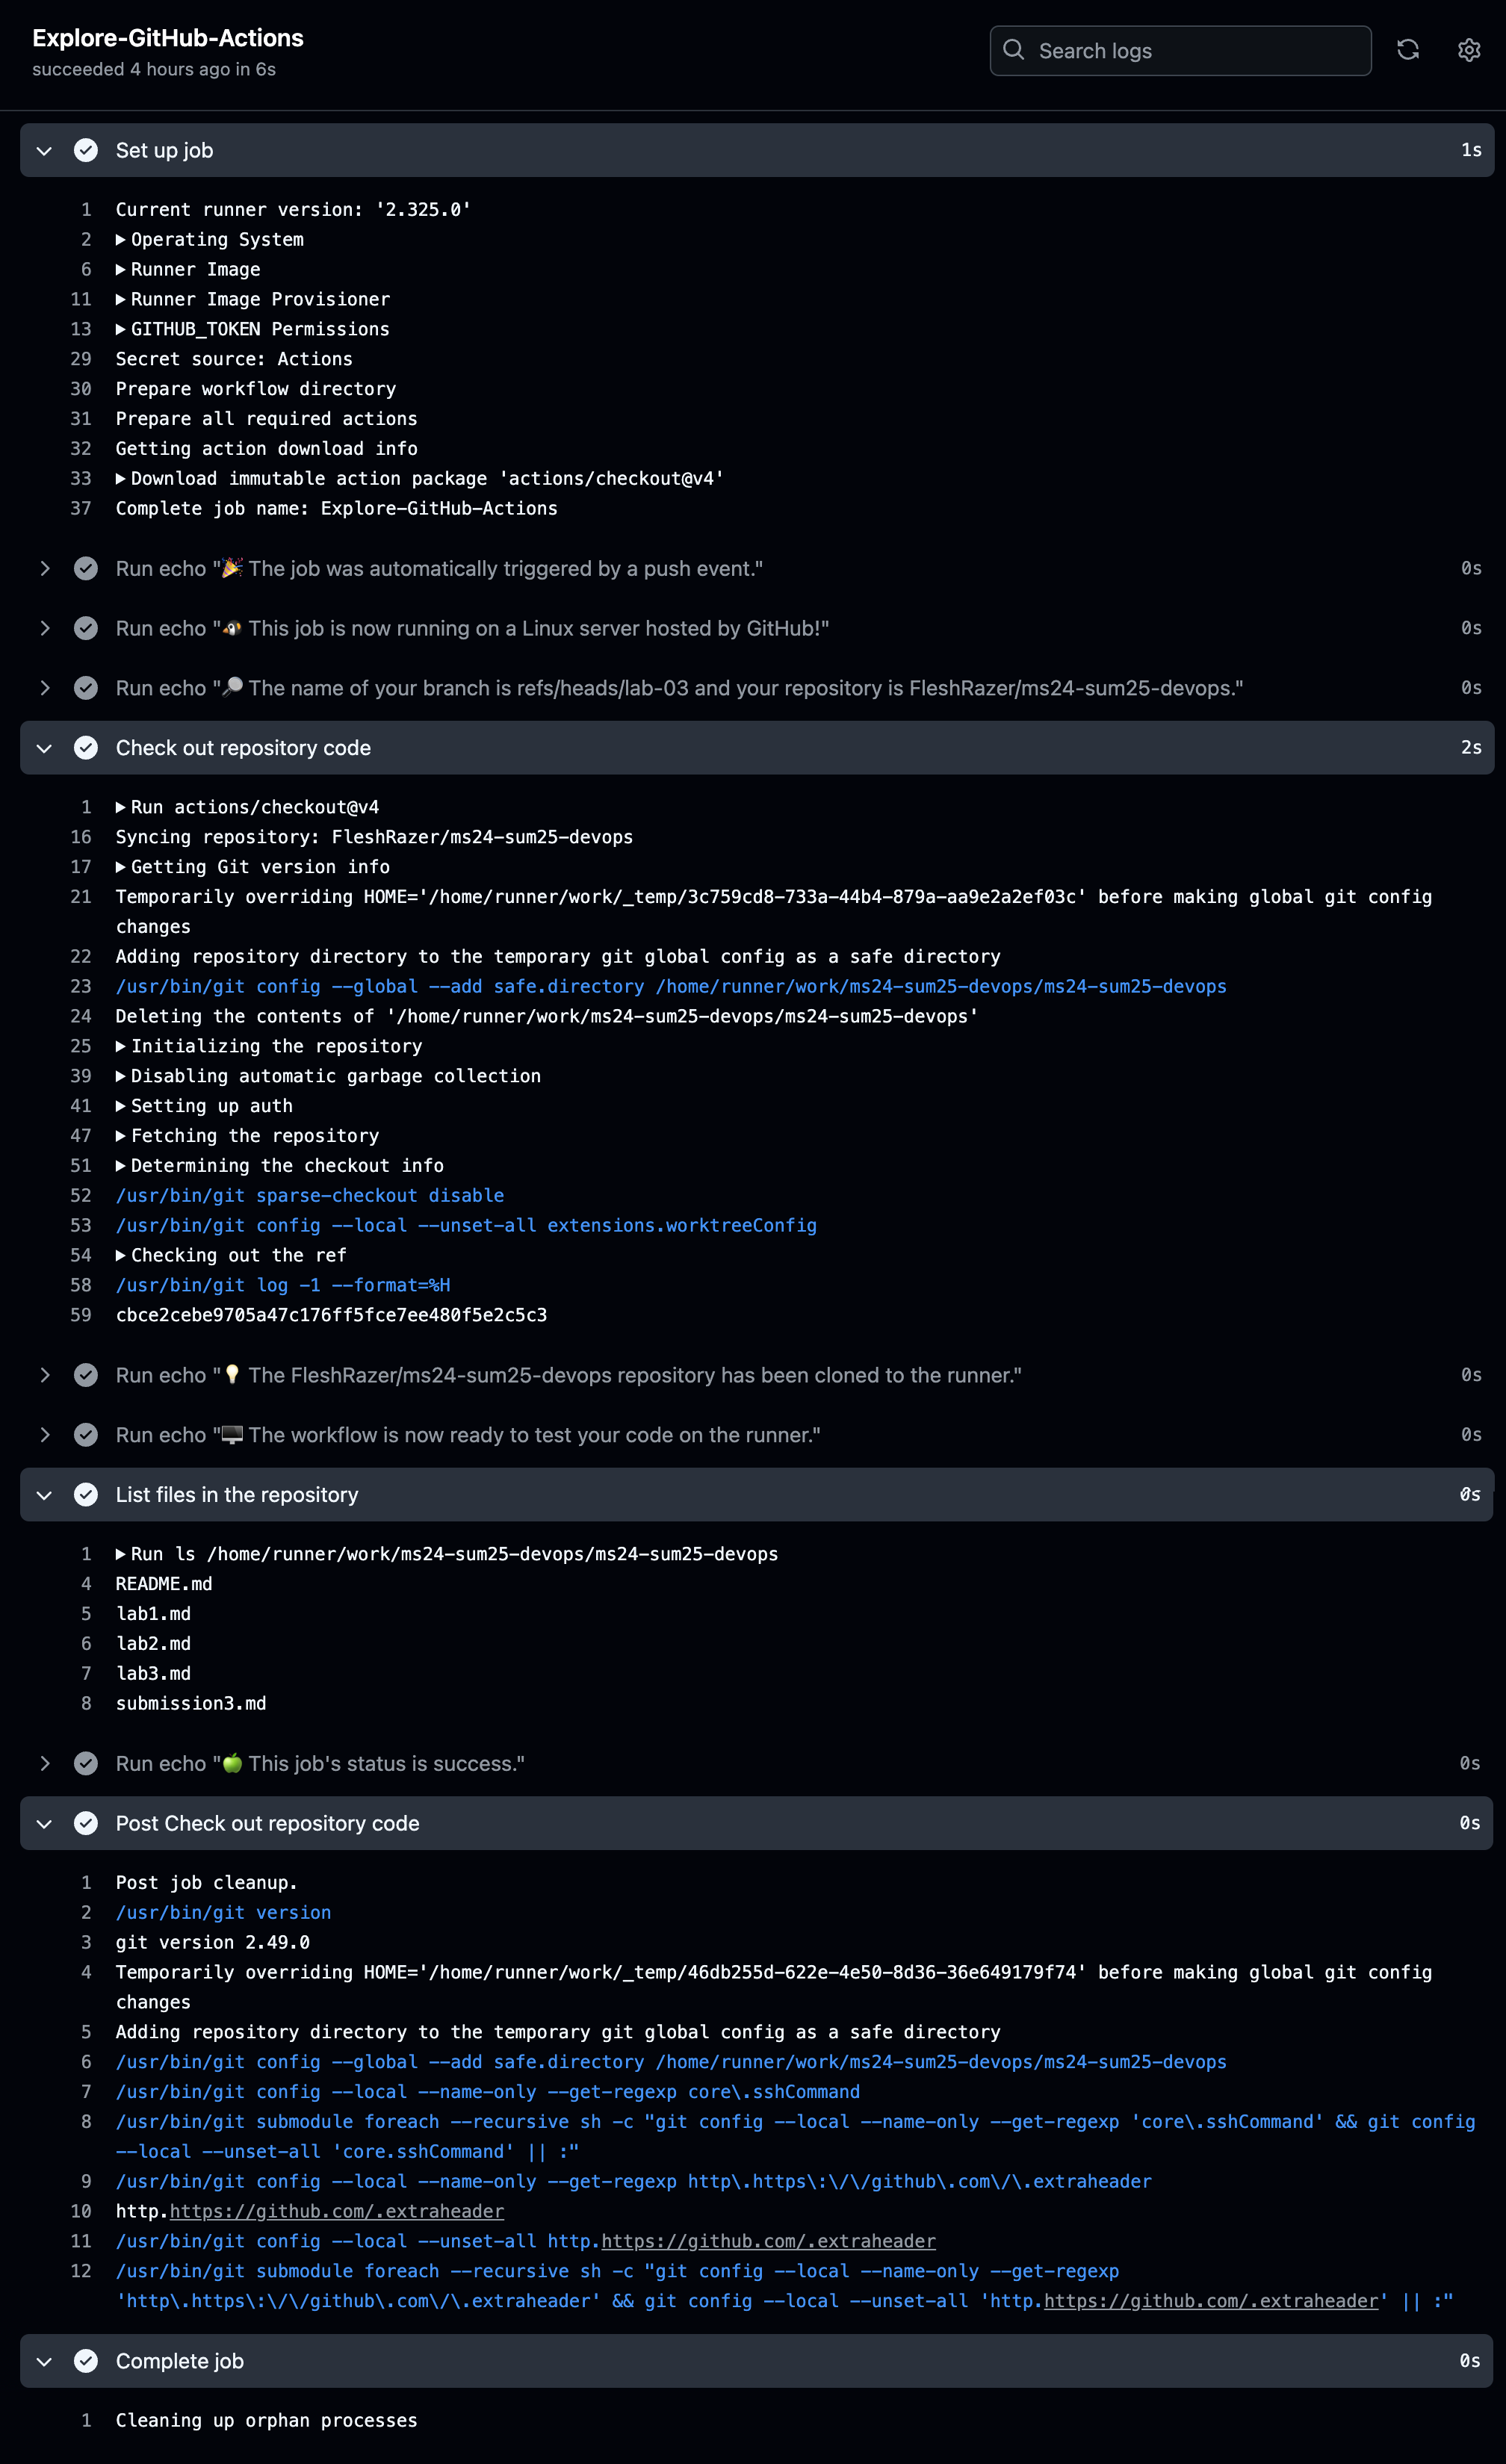 Explore-GitHub-Actions
succeeded 4 hours ago in 6s
Search logs
Set up job 1s
1 Current runner version: '2.325.0'
2 ▶Operating System
6 ▶Runner Image
11 ▶Runner Image Provisioner
13 ▶GITHUB_TOKEN Permissions
29 Secret source: Actions
30 Prepare workflow directory
31 Prepare all required actions
32 Getting action download info
33 ▶Download immutable action package 'actions/checkout@v4'
37 Complete job name: Explore-GitHub-Actions
Run echo "🎉 The job was automatically triggered by a push event." 0s
Run echo "🐧 This job is now running on a Linux server hosted by GitHub!" 0s
Run echo "🔎 The name of your branch is refs/heads/lab-03 and your repository is FleshRazer/ms24-sum25-devops." 0s
Check out repository code 2s
1 ▶Run actions/checkout@v4
16 Syncing repository: FleshRazer/ms24-sum25-devops
17 ▶Getting Git version info
21 Temporarily overriding HOME='/home/runner/work/_temp/3c759cd8-733a-44b4-879a-aa9e2a2ef03c' before making global git config
changes
22 Adding repository directory to the temporary git global config as a safe directory
23 /usr/bin/git config --global --add safe.directory /home/runner/work/ms24-sum25-devops/ms24-sum25-devops
24 Deleting the contents of '/home/runner/work/ms24-sum25-devops/ms24-sum25-devops'
25 ▶Initializing the repository
39 ▶Disabling automatic garbage collection
41 ▶Setting up auth
47 ▶Fetching the repository
51 ▶Determining the checkout info
52 /usr/bin/git sparse-checkout disable
53 /usr/bin/git config --local --unset-all extensions.worktreeConfig
54 ▶Checking out the ref
58 /usr/bin/git log -1 --format=%H
59 cbce2cebe9705a47c176ff5fce7ee480f5e2c5c3
Run echo "💡 The FleshRazer/ms24-sum25-devops repository has been cloned to the runner." 0s
Run echo "🖥️ The workflow is now ready to test your code on the runner." 0s
List files in the repository 0s
1 ▶Run ls /home/runner/work/ms24-sum25-devops/ms24-sum25-devops
4 README.md
5 lab1.md
6 lab2.md
7 lab3.md
8 submission3.md
Run echo "🍏 This job's status is success." 0s
Post Check out repository code 0s
1 Post job cleanup.
2 /usr/bin/git version
3 git version 2.49.0
4 Temporarily overriding HOME='/home/runner/work/_temp/46db255d-622e-4e50-8d36-36e649179f74' before making global git config
changes
5 Adding repository directory to the temporary git global config as a safe directory
6 /usr/bin/git config --global --add safe.directory /home/runner/work/ms24-sum25-devops/ms24-sum25-devops
7 /usr/bin/git config --local --name-only --get-regexp core\.sshCommand
8 /usr/bin/git submodule foreach --recursive sh -c "git config --local --name-only --get-regexp 'core\.sshCommand' && git config
--local --unset-all 'core.sshCommand' || :"
9 /usr/bin/git config --local --name-only --get-regexp http\.https\:\/\/github\.com\/\.extraheader
10 http.https://github.com/.extraheader
11 /usr/bin/git config --local --unset-all http.https://github.com/.extraheader
12 /usr/bin/git submodule foreach --recursive sh -c "git config --local --name-only --get-regexp
'http\.https\:\/\/github\.com\/\.extraheader' && git config --local --unset-all 'http.https://github.com/.extraheader' || :"
Complete job 0s
1 Cleaning up orphan processes